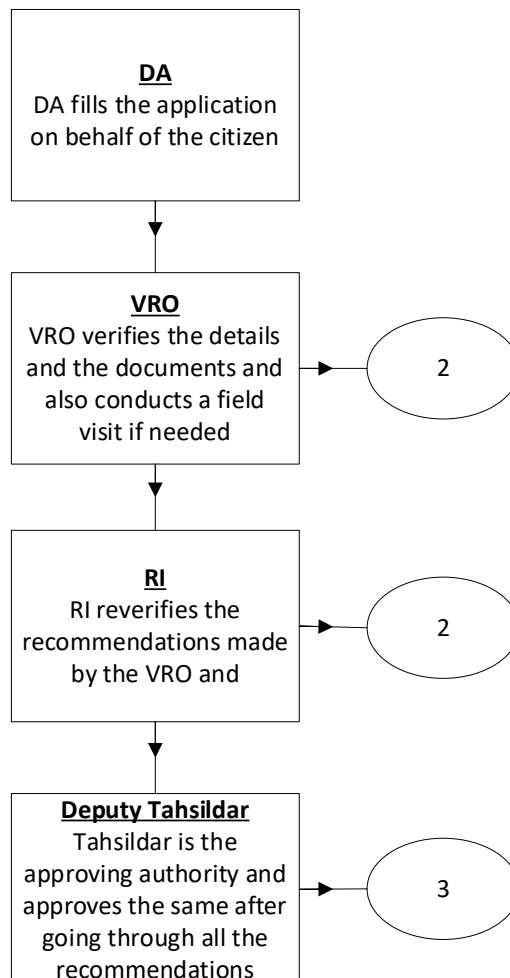 DA
DA fills the application
on behalf of the citizen
VRO
VRO verifies the details
and the documents and
also conducts a field
visit if needed
2
RI
RI reverifies the
recommendations made
by the VRO and
2
Deputy Tahsildar
Tahsildar is the
approving authority and
approves the same after
going through all the
recommendations
3